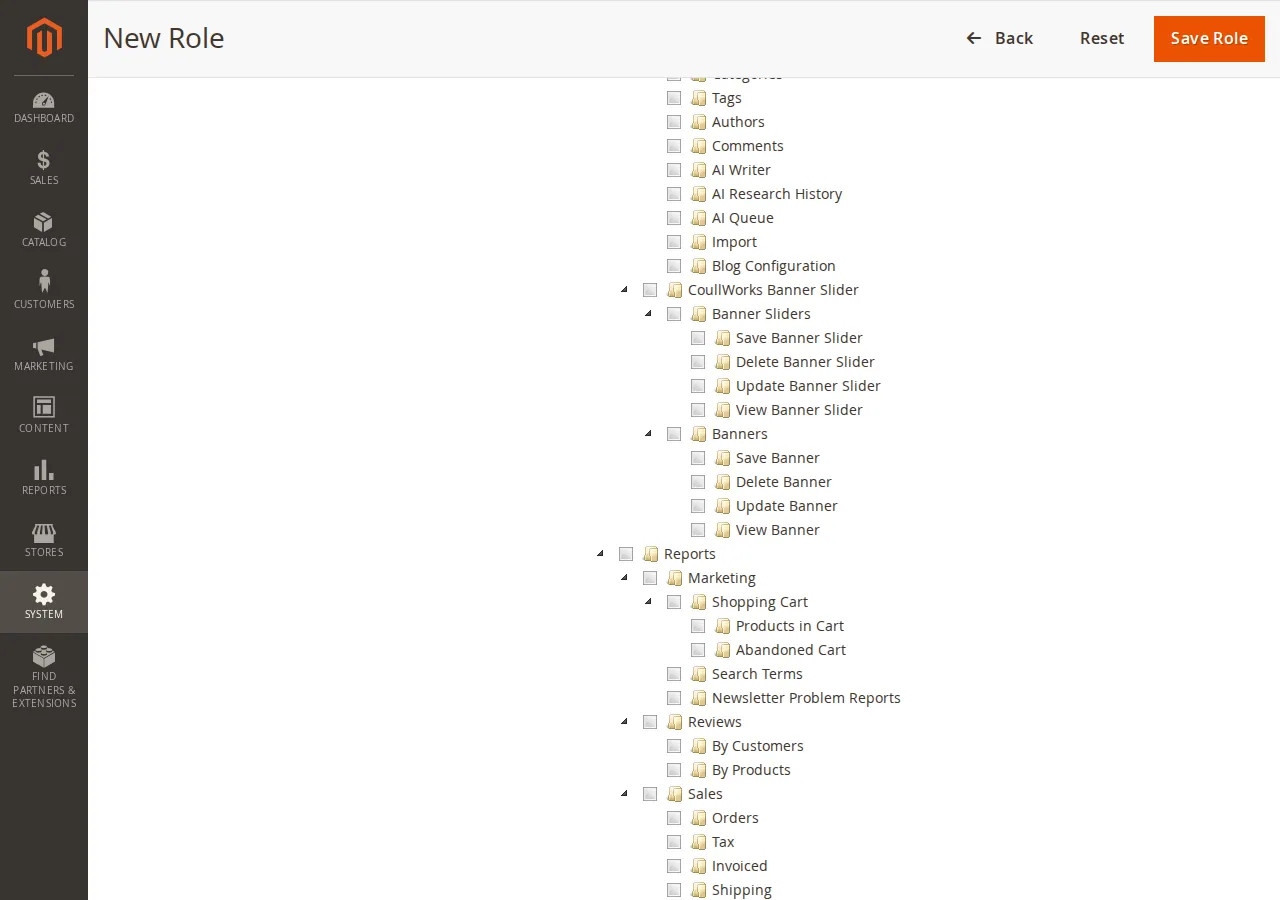 New Role
Back
Reset
Save Role
DASHBOARD
SALES
CATALOG
CUSTOMERS
MARKETING
CONTENT
REPORTS
STORES
SYSTEM
FIND
PARTNERS &
EXTENSIONS
Categories
Tags
Authors
Comments
AI Writer
AI Research History
AI Queue
Import
Blog Configuration
CoullWorks Banner Slider
Banner Sliders
Save Banner Slider
Delete Banner Slider
Update Banner Slider
View Banner Slider
Banners
Save Banner
Delete Banner
Update Banner
View Banner
Reports
Marketing
Shopping Cart
Products in Cart
Abandoned Cart
Search Terms
Newsletter Problem Reports
Reviews
By Customers
By Products
Sales
Orders
Tax
Invoiced
Shipping